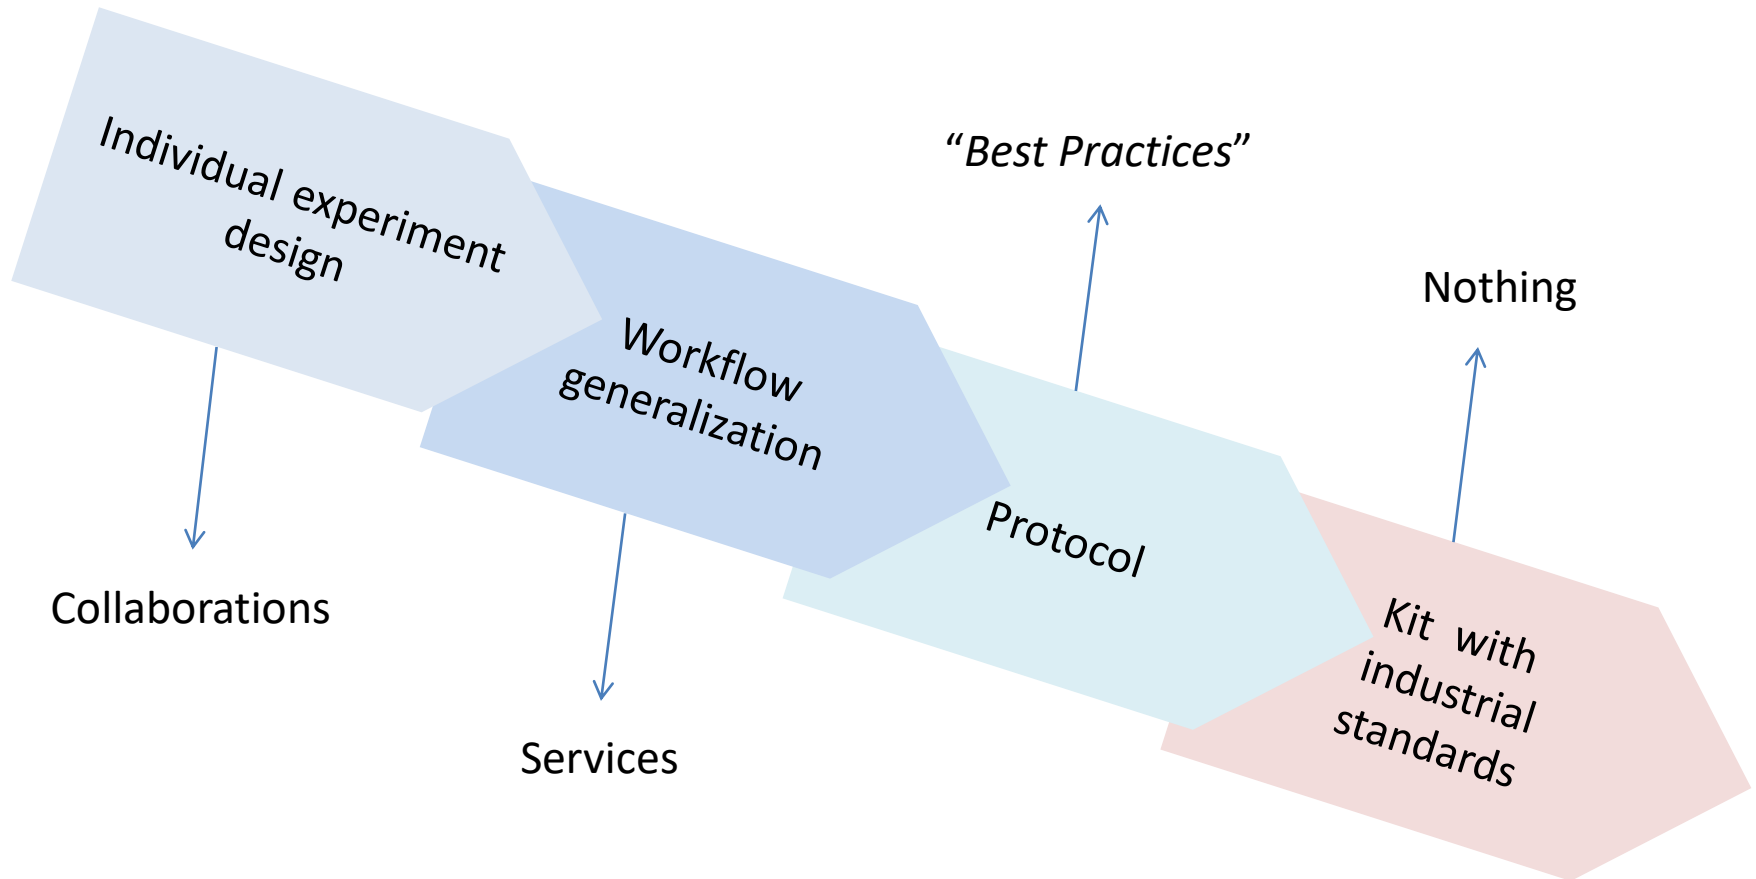 Individual experiment
design
Collaborations
Workflow
generalization
Services
“Best Practices”
Protocol
Nothing
Kit with
industrial
standards